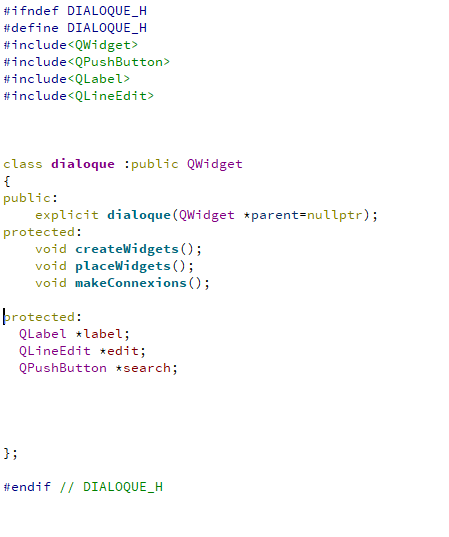 #ifndef DIALOQUE_H
#define DIALOQUE_H
#include<QWidget>
#include<QPushButton>
#include<QLabel>
#include<QLineEdit>
class dialoque :public QWidget
{
public:
    explicit dialoque(QWidget *parent=nullptr);
protected:
    void createWidgets();
    void placeWidgets();
    void makeConnexions();
protected:
  QLabel *label;
  QLineEdit *edit;
  QPushButton *search;
};
#endif // DIALOQUE_H